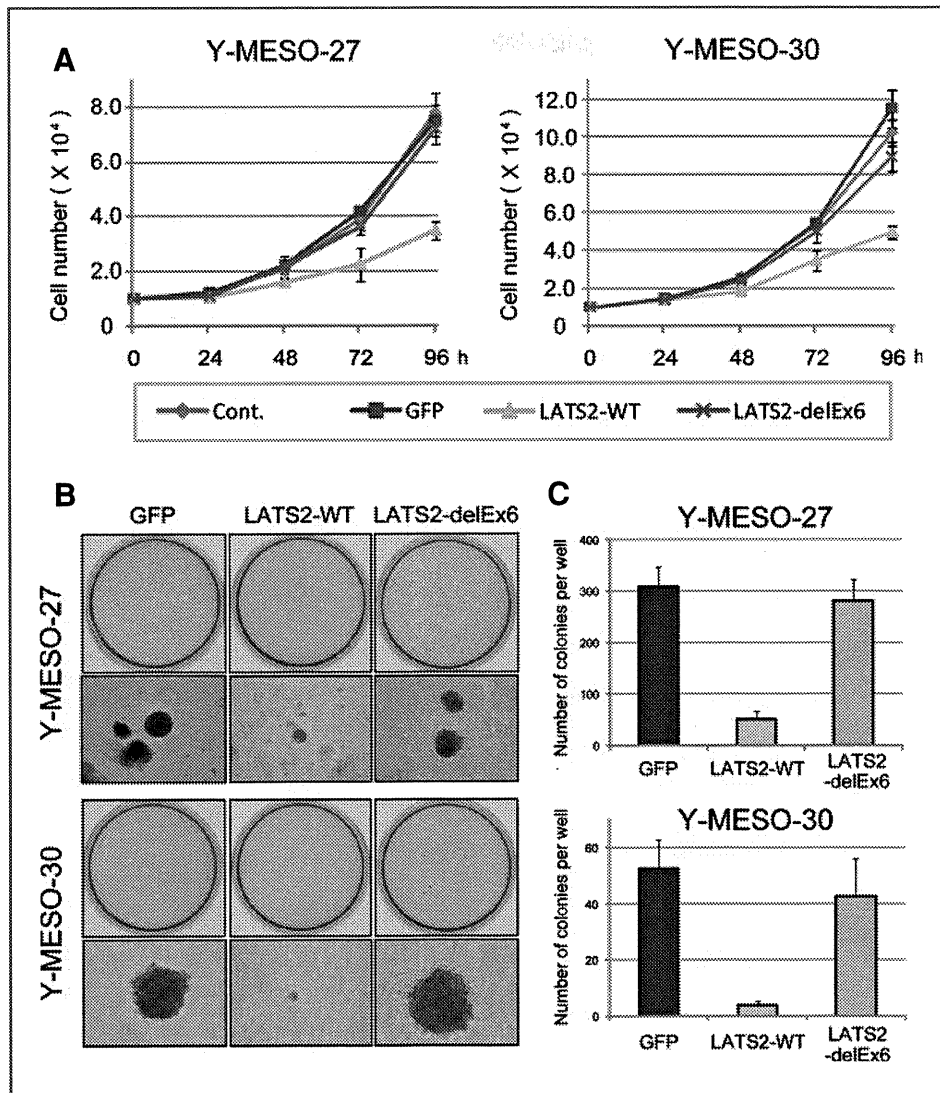 A
Y-MESO-27
Cell number ( X 10⁴ )
8.0
6.0
4.0
2.0
0
0 24 48 72 96 h
Y-MESO-30
Cell number ( X 10⁴ )
12.0
10.0
8.0
6.0
4.0
2.0
0
0 24 48 72 96 h
Cont. GFP LATS2-WT LATS2-delEx6
B
GFP LATS2-WT LATS2-delEx6
Y-MESO-27
Y-MESO-30
C
Y-MESO-27
Number of colonies per well
400
300
200
100
0
GFP LATS2-WT LATS2
-delEx6
Y-MESO-30
Number of colonies per well
60
40
20
0
GFP LATS2-WT LATS2
-delEx6